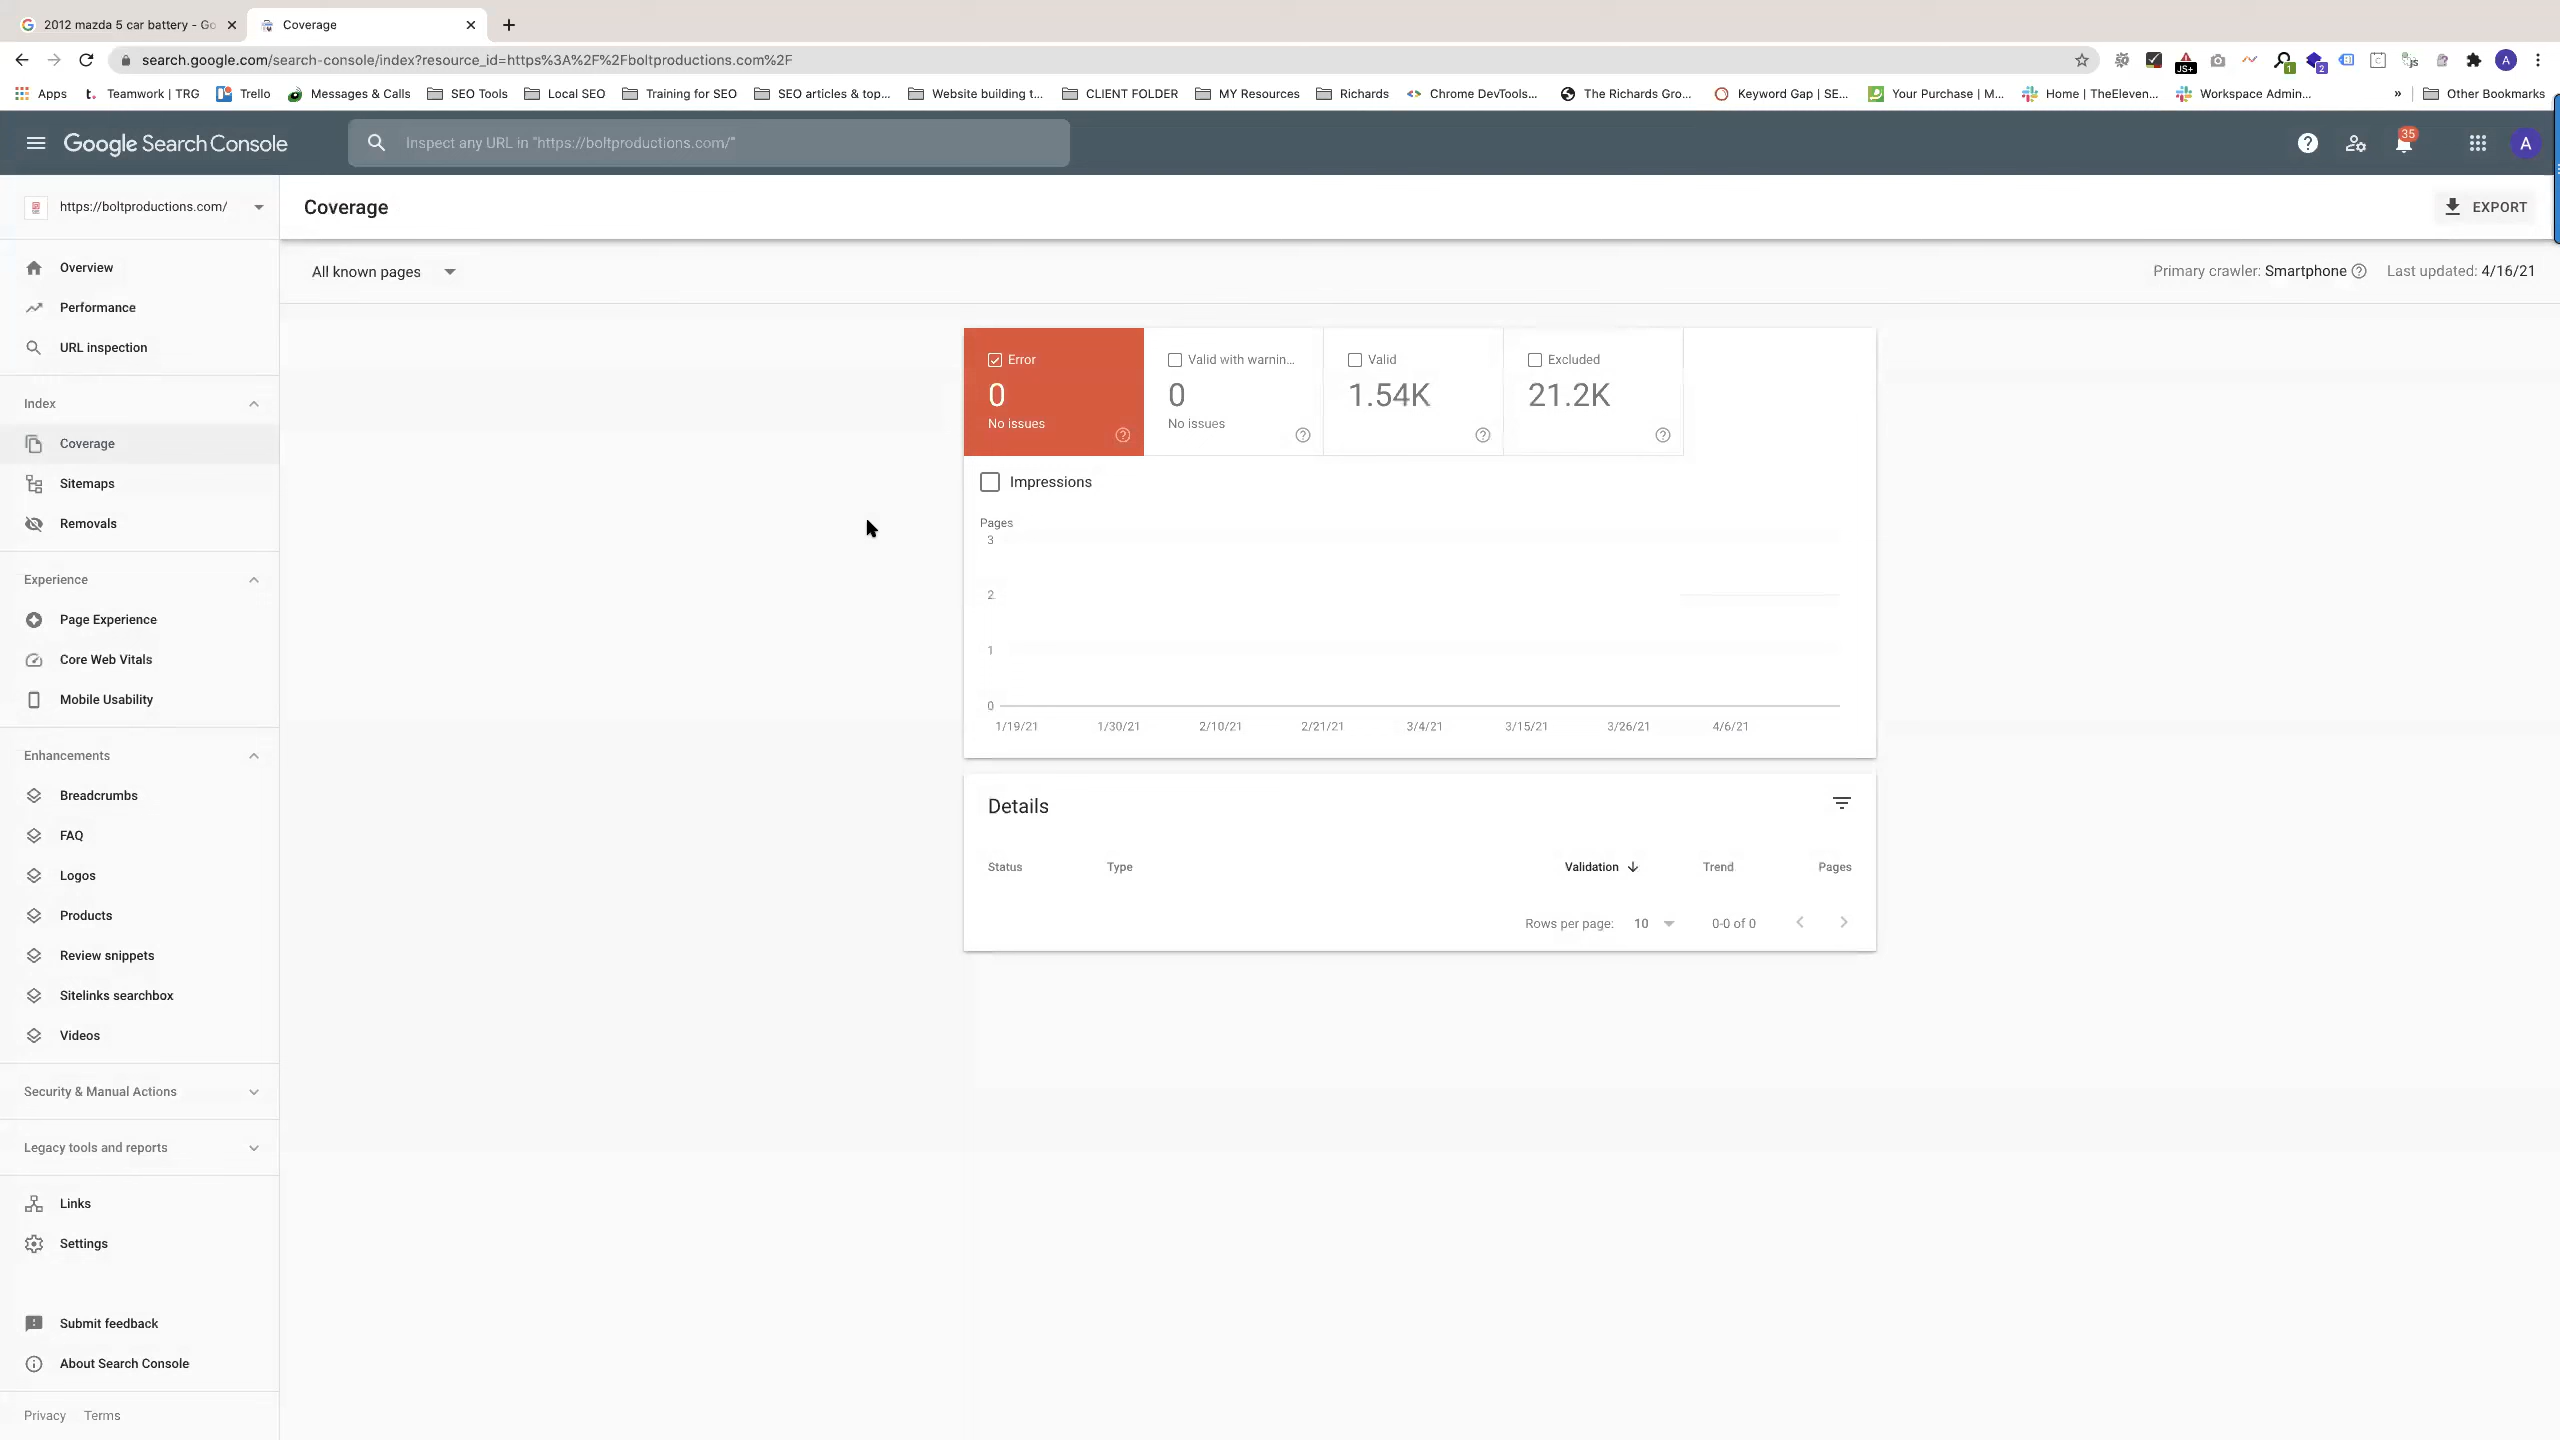 2012 mazda 5 car battery - Go
Coverage
search.google.com/search-console/index?resource_id=https%3A%2F%2Fboltproductions.com%2F
JS+
1
2
A
Apps
Teamwork | TRG
Trello
Messages & Calls
SEO Tools
Local SEO
Training for SEO
SEO articles & top...
Website building t...
CLIENT FOLDER
MY Resources
Richards
Chrome DevTools...
The Richards Gro...
Keyword Gap | SE...
Your Purchase | M...
Home | TheEleven...
Workspace Admin...
»
Other Bookmarks
Google Search Console
Inspect any URL in "https://boltproductions.com/"
35
A
https://boltproductions.com/
Coverage
EXPORT
Overview
Performance
URL inspection
Index
Coverage
Sitemaps
Removals
Experience
Page Experience
Core Web Vitals
Mobile Usability
Enhancements
Breadcrumbs
FAQ
Logos
Products
Review snippets
Sitelinks searchbox
Videos
Security & Manual Actions
Legacy tools and reports
Links
Settings
Submit feedback
About Search Console
Privacy Terms
All known pages
Primary crawler: Smartphone
Last updated: 4/16/21
Error
0
No issues
Valid with warnin...
0
No issues
Valid
1.54K
Excluded
21.2K
Impressions
Pages
3
2
1
0
1/19/21 1/30/21 2/10/21 2/21/21 3/4/21 3/15/21 3/26/21 4/6/21
Details
Status Type Validation Trend Pages
Rows per page: 10 0-0 of 0